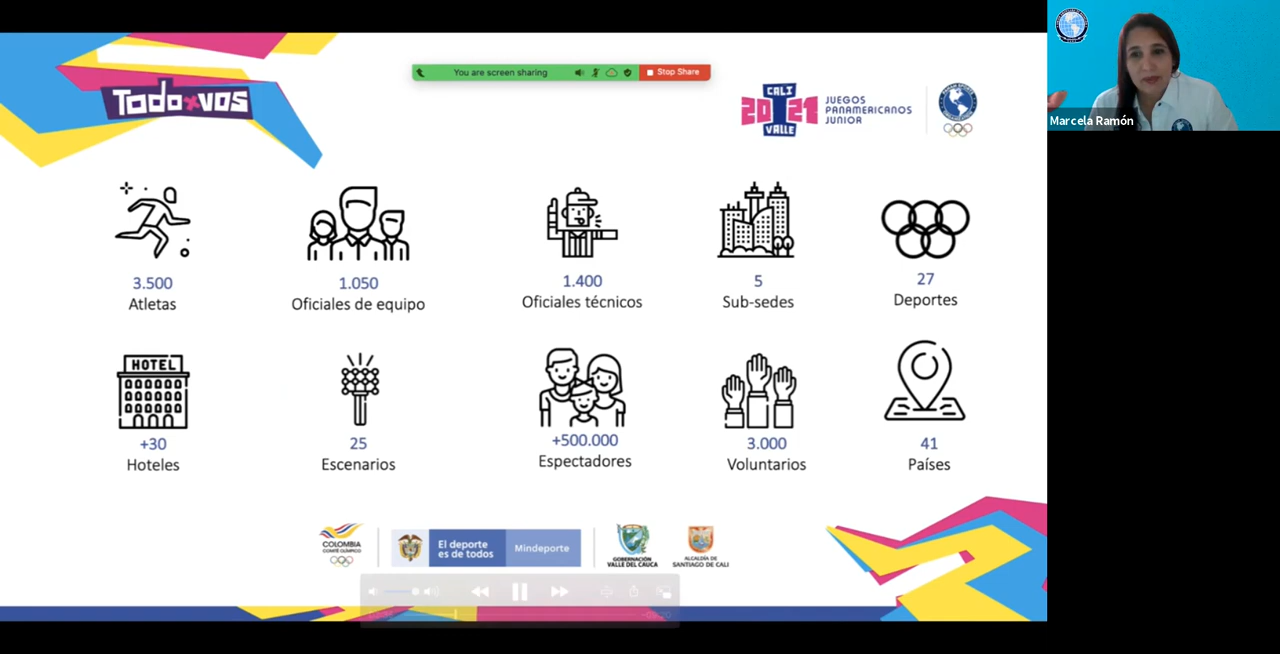 Todo x vos
You are screen sharing
Stop Share
CALI
2021
VALLE
JUEGOS
PANAMERICANOS
JUNIOR
Marcela Ramón
3.500
Atletas
1.050
Oficiales de equipo
1.400
Oficiales técnicos
5
Sub-sedes
27
Deportes
HOTEL
+30
Hoteles
25
Escenarios
+500.000
Espectadores
3.000
Voluntarios
41
Países
COLOMBIA
COMITÉ OLÍMPICO
El deporte
es de todos
Mindeporte
GOBERNACIÓN
VALLE DEL CAUCA
ALCALDÍA DE
SANTIAGO DE CALI